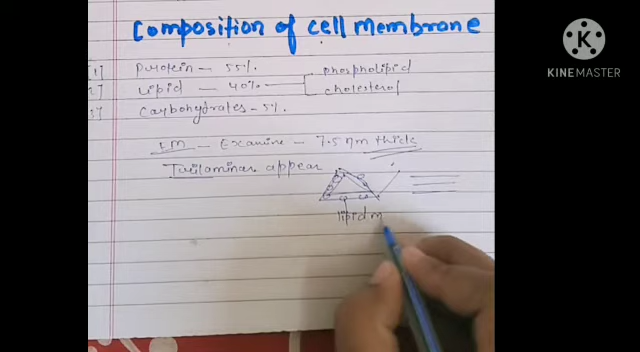 Composition of cell membrane
[1] Protein — 55%.
[2] Lipid — 40% — phospholipid
cholesterol
[3] Carbohydrates - 5%.
EM — Examine — 7.5 nm thick
Trilaminar appear
lipid m
KINEMASTER